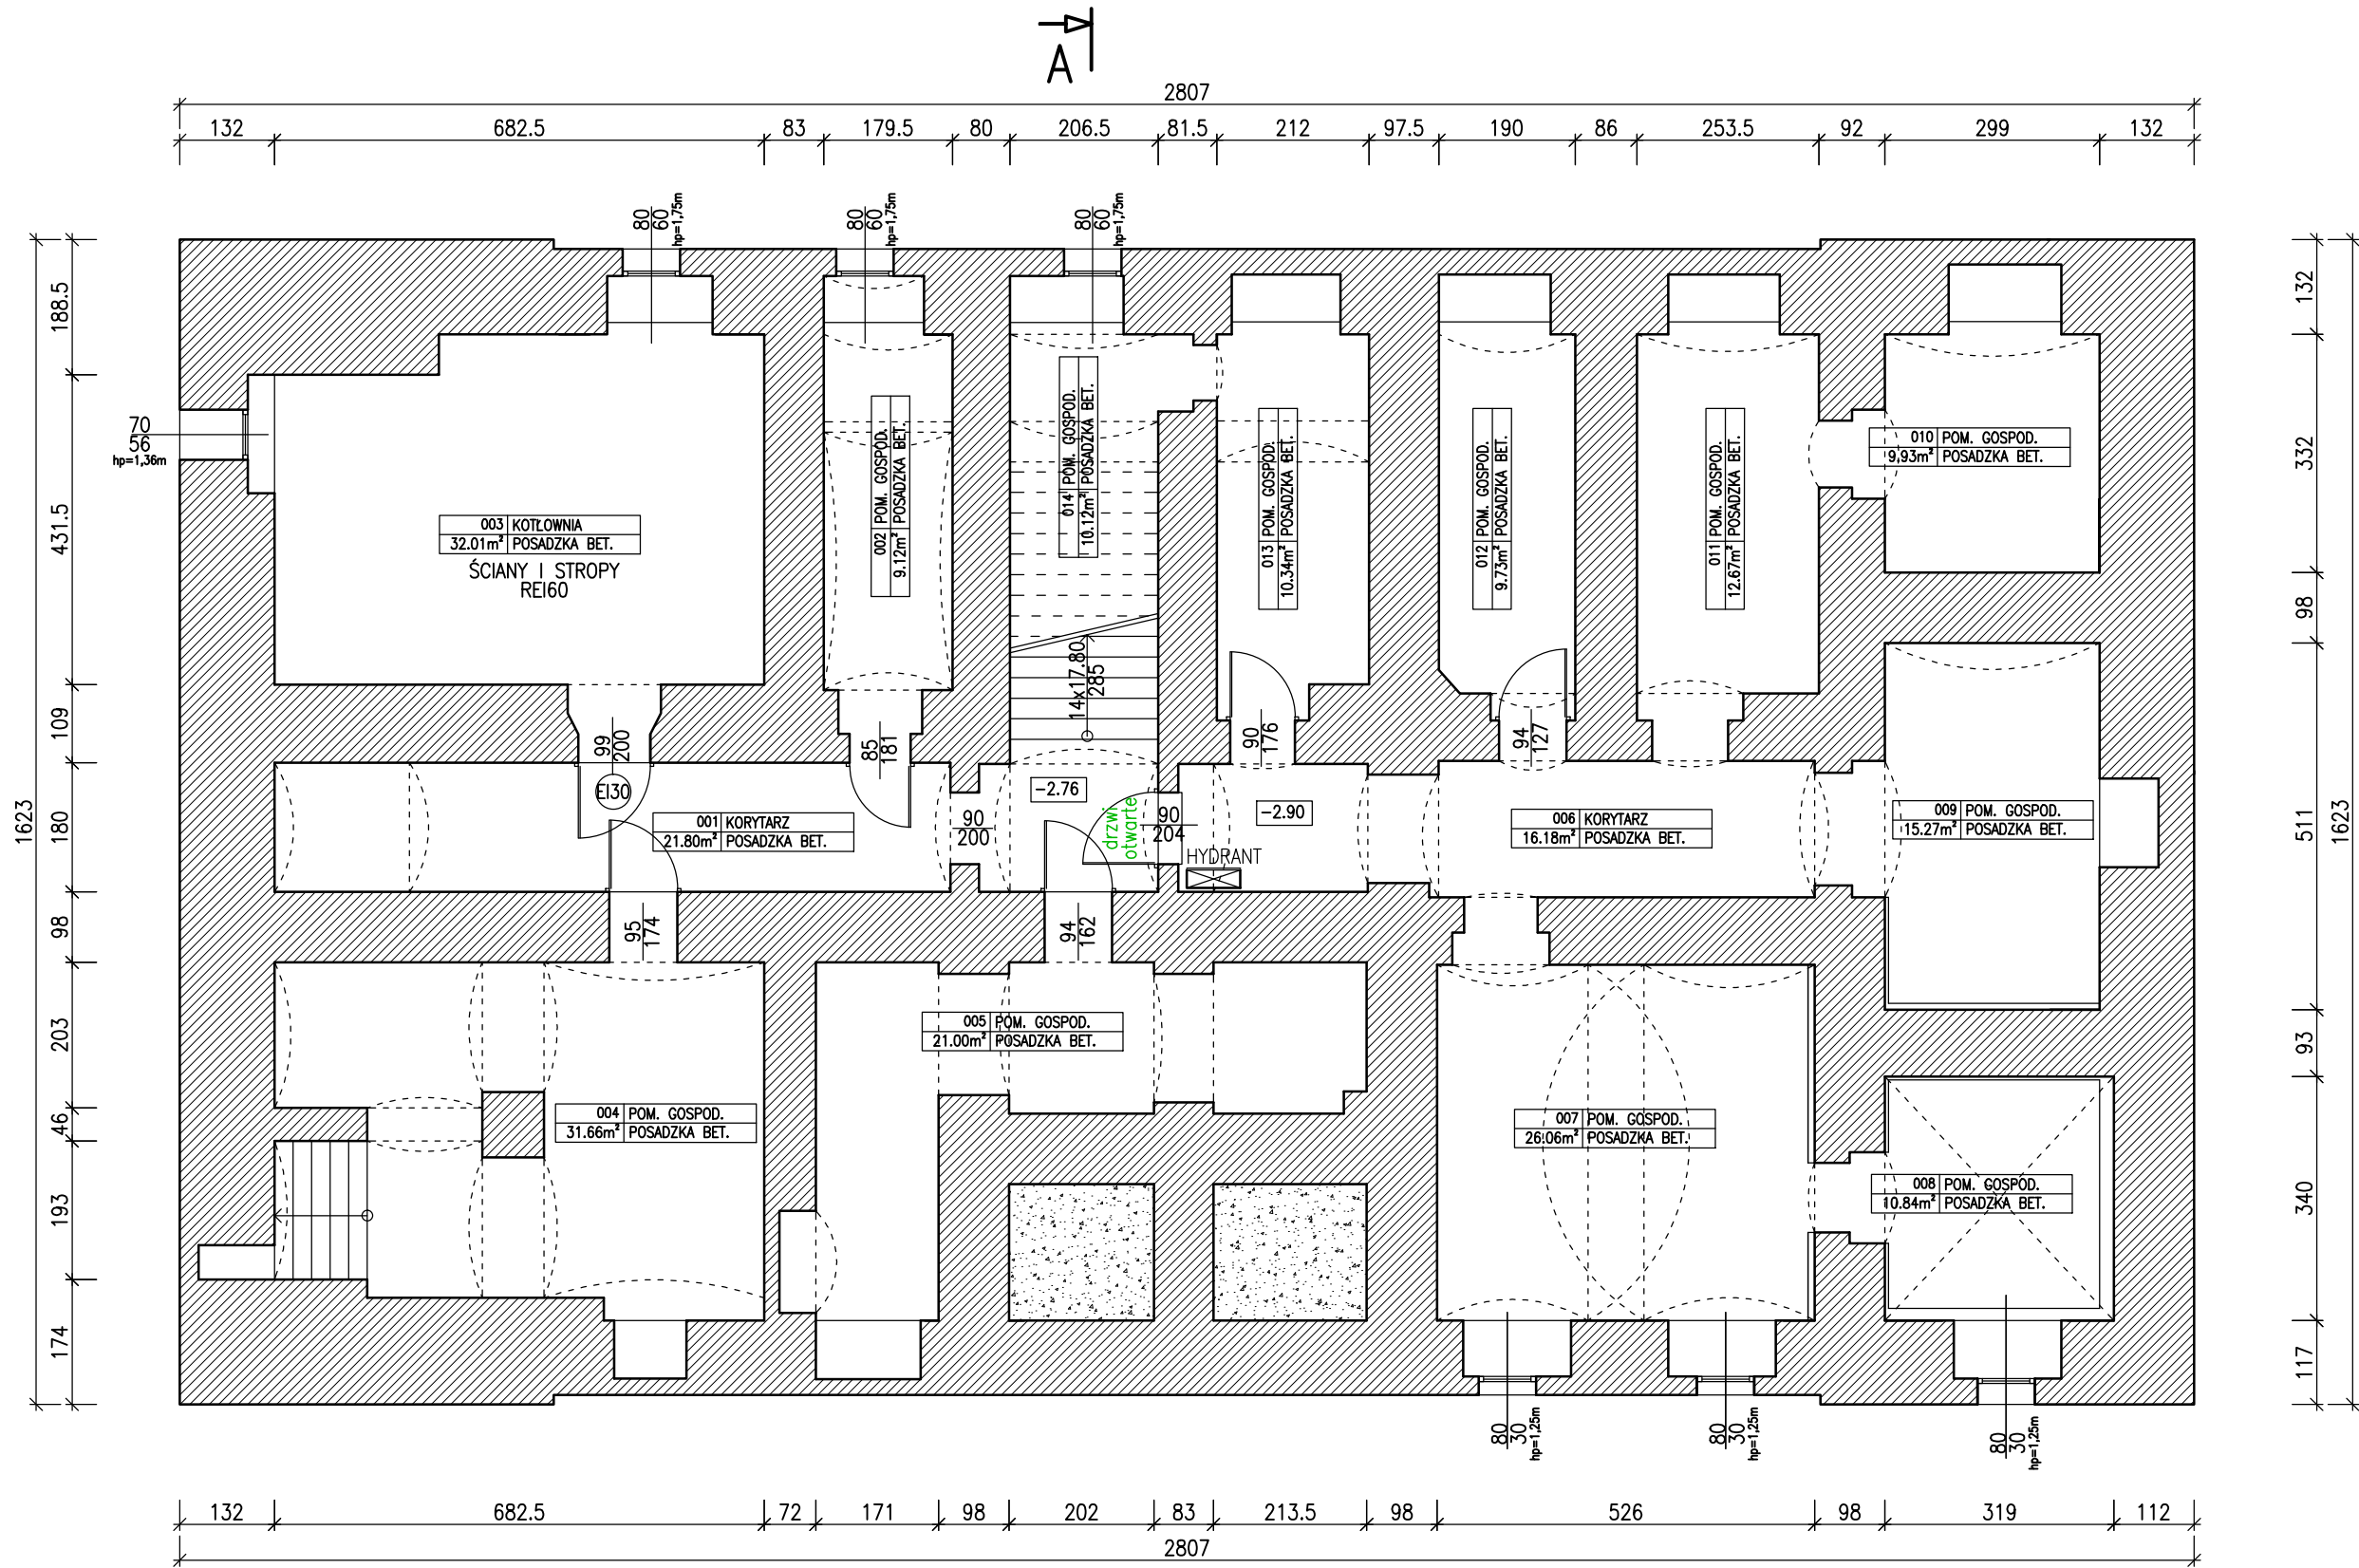 A
2807
132 682.5 83 179.5 80 206.5 81.5 212 97.5 190 86 253.5 92 299 132
80
60
hp=1,75m
80
60
hp=1,75m
80
60
hp=1,75m
1623
188.5
431.5
109
180
98
203
46
193
174
70
56
hp=1,36m
003 KOTŁOWNIA
32.01m² POSADZKA BET.
ŚCIANY I STROPY
REI60
002 POM. GOSPOD.
9.12m² POSADZKA BET.
014 POM. GOSPOD.
10.12m² POSADZKA BET.
013 POM. GOSPOD.
10.34m² POSADZKA BET.
012 POM. GOSPOD.
9.73m² POSADZKA BET.
011 POM. GOSPOD.
12.67m² POSADZKA BET.
010 POM. GOSPOD.
9.93m² POSADZKA BET.
14x17.80
285
99
200
EI30
85
181
90
176
94
127
-2.76
-2.90
drzwi
otwarte
90
200
90
204
HYDRANT
001 KORYTARZ
21.80m² POSADZKA BET.
006 KORYTARZ
16.18m² POSADZKA BET.
009 POM. GOSPOD.
15.27m² POSADZKA BET.
95
174
94
162
005 POM. GOSPOD.
21.00m² POSADZKA BET.
004 POM. GOSPOD.
31.66m² POSADZKA BET.
007 POM. GOSPOD.
26.06m² POSADZKA BET.
008 POM. GOSPOD.
10.84m² POSADZKA BET.
132
332
98
511
93
340
117
1623
80
30
hp=1,25m
80
30
hp=1,25m
80
30
hp=1,25m
132 682.5 72 171 98 202 83 213.5 98 526 98 319 112
2807